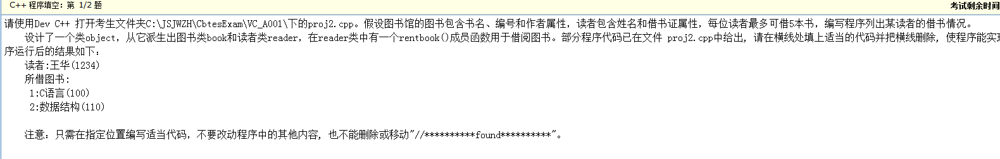 C++ 程序填空：第 1/2 题
考试剩余时间
请使用Dev C++ 打开考生文件夹C:\JSJWZH\CbtesExam\VC_A001\下的proj2.cpp。假设图书馆的图书包含书名、编号和作者属性，读者包含姓名和借书证属性，每位读者最多可借5本书，编写程序列出某读者的借书情况。
设计了一个类object，从它派生出图书类book和读者类reader，在reader类中有一个rentbook()成员函数用于借阅图书。部分程序代码已在文件 proj2.cpp中给出, 请在横线处填上适当的代码并把横线删除, 使程序能实现
序运行后的结果如下：
读者:王华(1234)
所借图书:
1:C语言(100)
2:数据结构(110)
注意：只需在指定位置编写适当代码，不要改动程序中的其他内容, 也不能删除或移动"//**********found**********"。